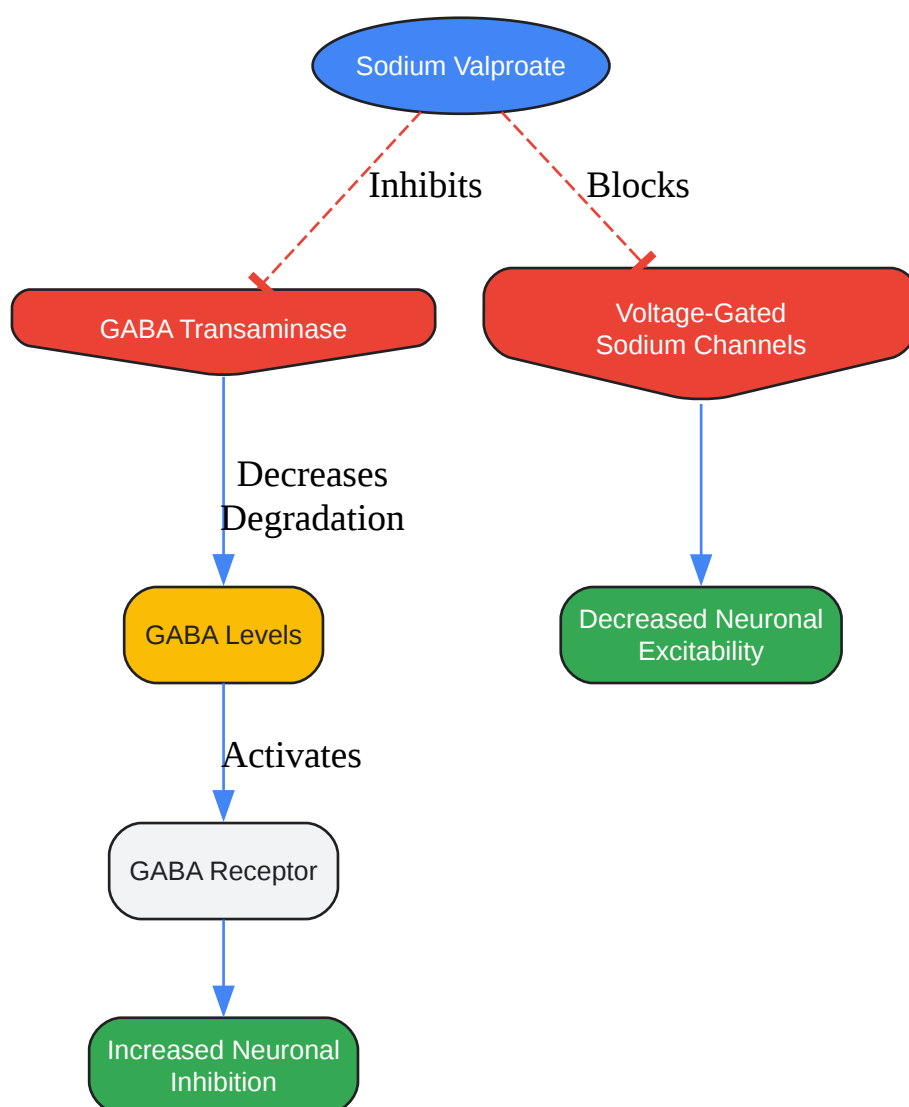 Sodium Valproate
Inhibits
Blocks
GABA Transaminase
Voltage-Gated
Sodium Channels
Decreases
Degradation
GABA Levels
Decreased Neuronal
Excitability
Activates
GABA Receptor
Increased Neuronal
Inhibition